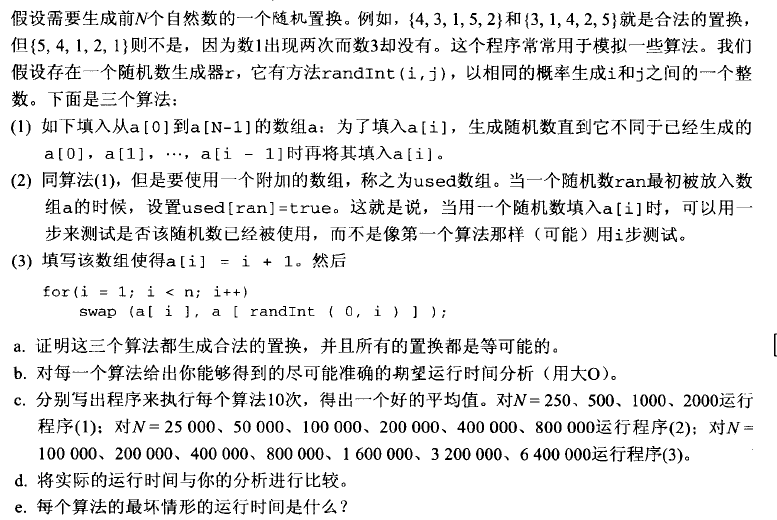 假设需要生成前N个自然数的一个随机置换。例如，{4, 3, 1, 5, 2}和{3, 1, 4, 2, 5}就是合法的置换，
但{5, 4, 1, 2, 1}则不是，因为数1出现两次而数3却没有。这个程序常常用于模拟一些算法。我们
假设存在一个随机数生成器r，它有方法randInt(i,j)，以相同的概率生成i和j之间的一个整
数。下面是三个算法：
(1) 如下填入从a[0]到a[N-1]的数组a：为了填入a[i]，生成随机数直到它不同于已经生成的
a[0]，a[1]，…，a[i - 1]时再将其填入a[i]。
(2) 同算法(1)，但是要使用一个附加的数组，称之为used数组。当一个随机数ran最初被放入数
组a的时候，设置used[ran]=true。这就是说，当用一个随机数填入a[i]时，可以用一
步来测试是否该随机数已经被使用，而不是像第一个算法那样（可能）用i步测试。
(3) 填写该数组使得a[i] = i + 1。然后
for(i = 1; i < n; i++)
swap (a[ i ], a [ randInt ( 0, i ) ] );
a. 证明这三个算法都生成合法的置换，并且所有的置换都是等可能的。
b. 对每一个算法给出你能够得到的尽可能准确的期望运行时间分析（用大O）。
c. 分别写出程序来执行每个算法10次，得出一个好的平均值。对N = 250、500、1000、2000运行
程序(1)；对N = 25 000、50 000、100 000、200 000、400 000、800 000运行程序(2)；对N =
100 000、200 000、400 000、800 000、1 600 000、3 200 000、6 400 000运行程序(3)。
d. 将实际的运行时间与你的分析进行比较。
e. 每个算法的最坏情形的运行时间是什么？